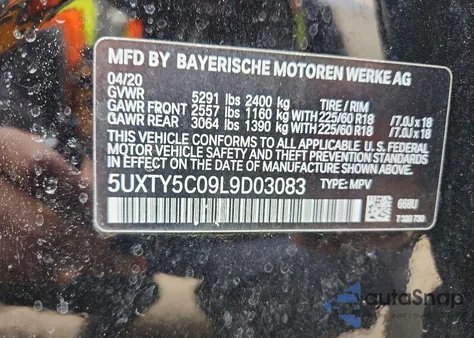 MFD BY BAYERISCHE MOTOREN WERKE AG
04/20
GVWR 5291 lbs 2400 kg TIRE / RIM
GAWR FRONT 2557 lbs 1160 kg WITH 225/60 R18 /7.0J x 18
GAWR REAR 3064 lbs 1390 kg WITH 225/60 R18 /7.0J x 18
THIS VEHICLE CONFORMS TO ALL APPLICABLE U.S. FEDERAL
MOTOR VEHICLE SAFETY AND THEFT PREVENTION STANDARDS
IN EFFECT ON THE DATE OF MANUFACTURE SHOWN ABOVE.
5UXTY5C09L9D03083 TYPE: MPV
autoSnap